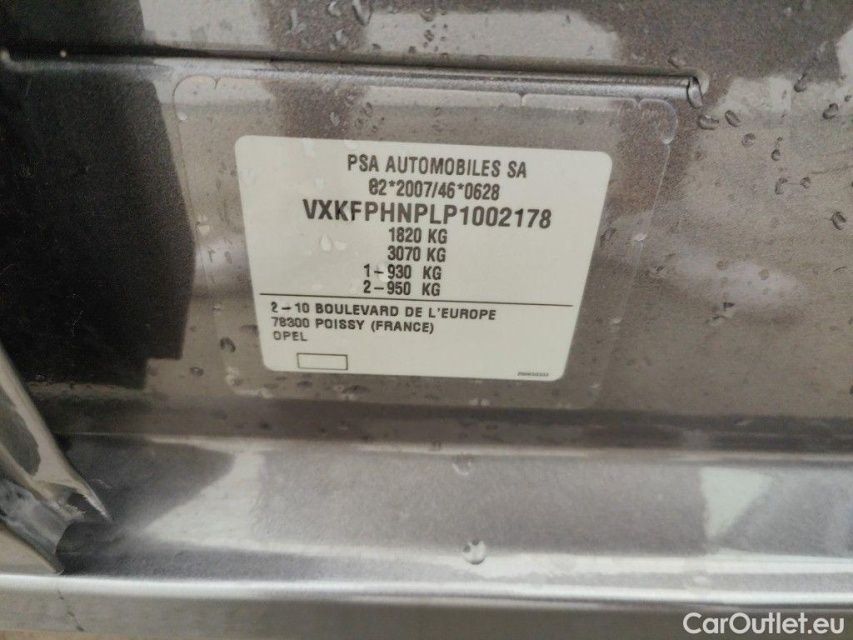 PSA AUTOMOBILES SA
e2*2007/46*0628
VXKFPHNPLP1002178
1820 KG
3070 KG
1-930 KG
2-950 KG
2-10 BOULEVARD DE L'EUROPE
78300 POISSY (FRANCE)
OPEL
CarOutlet.eu